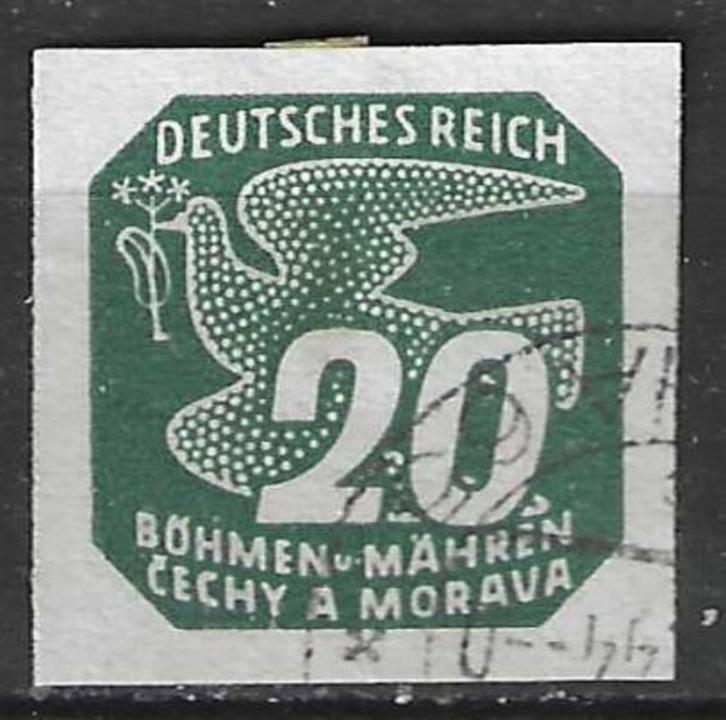 DEUTSCHES REICH
20
BÖHMEN u. MÄHREN
ČECHY A MORAVA